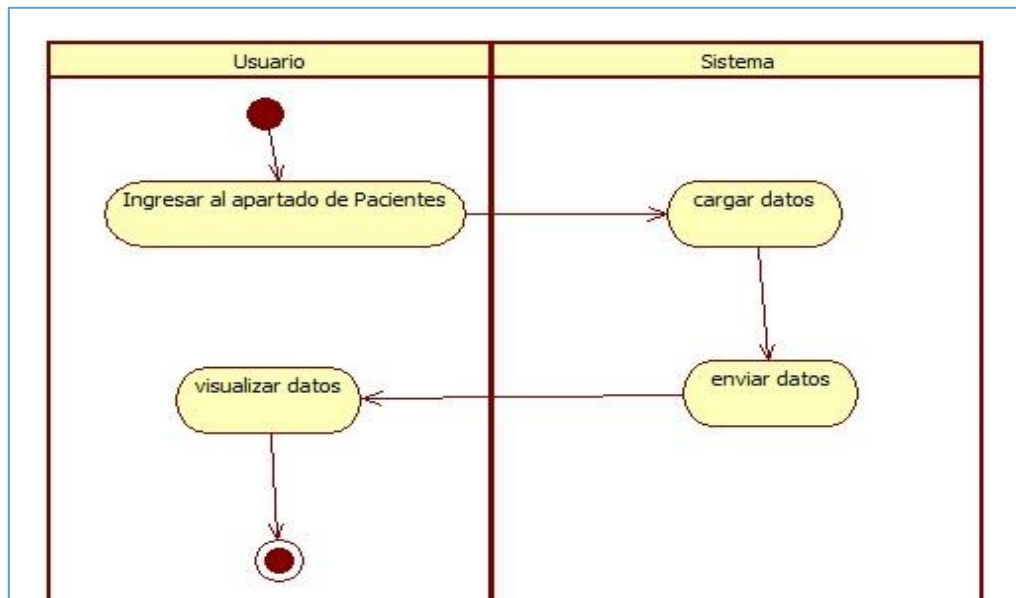 Usuario
Sistema
Ingresar al apartado de Pacientes
cargar datos
visualizar datos
enviar datos